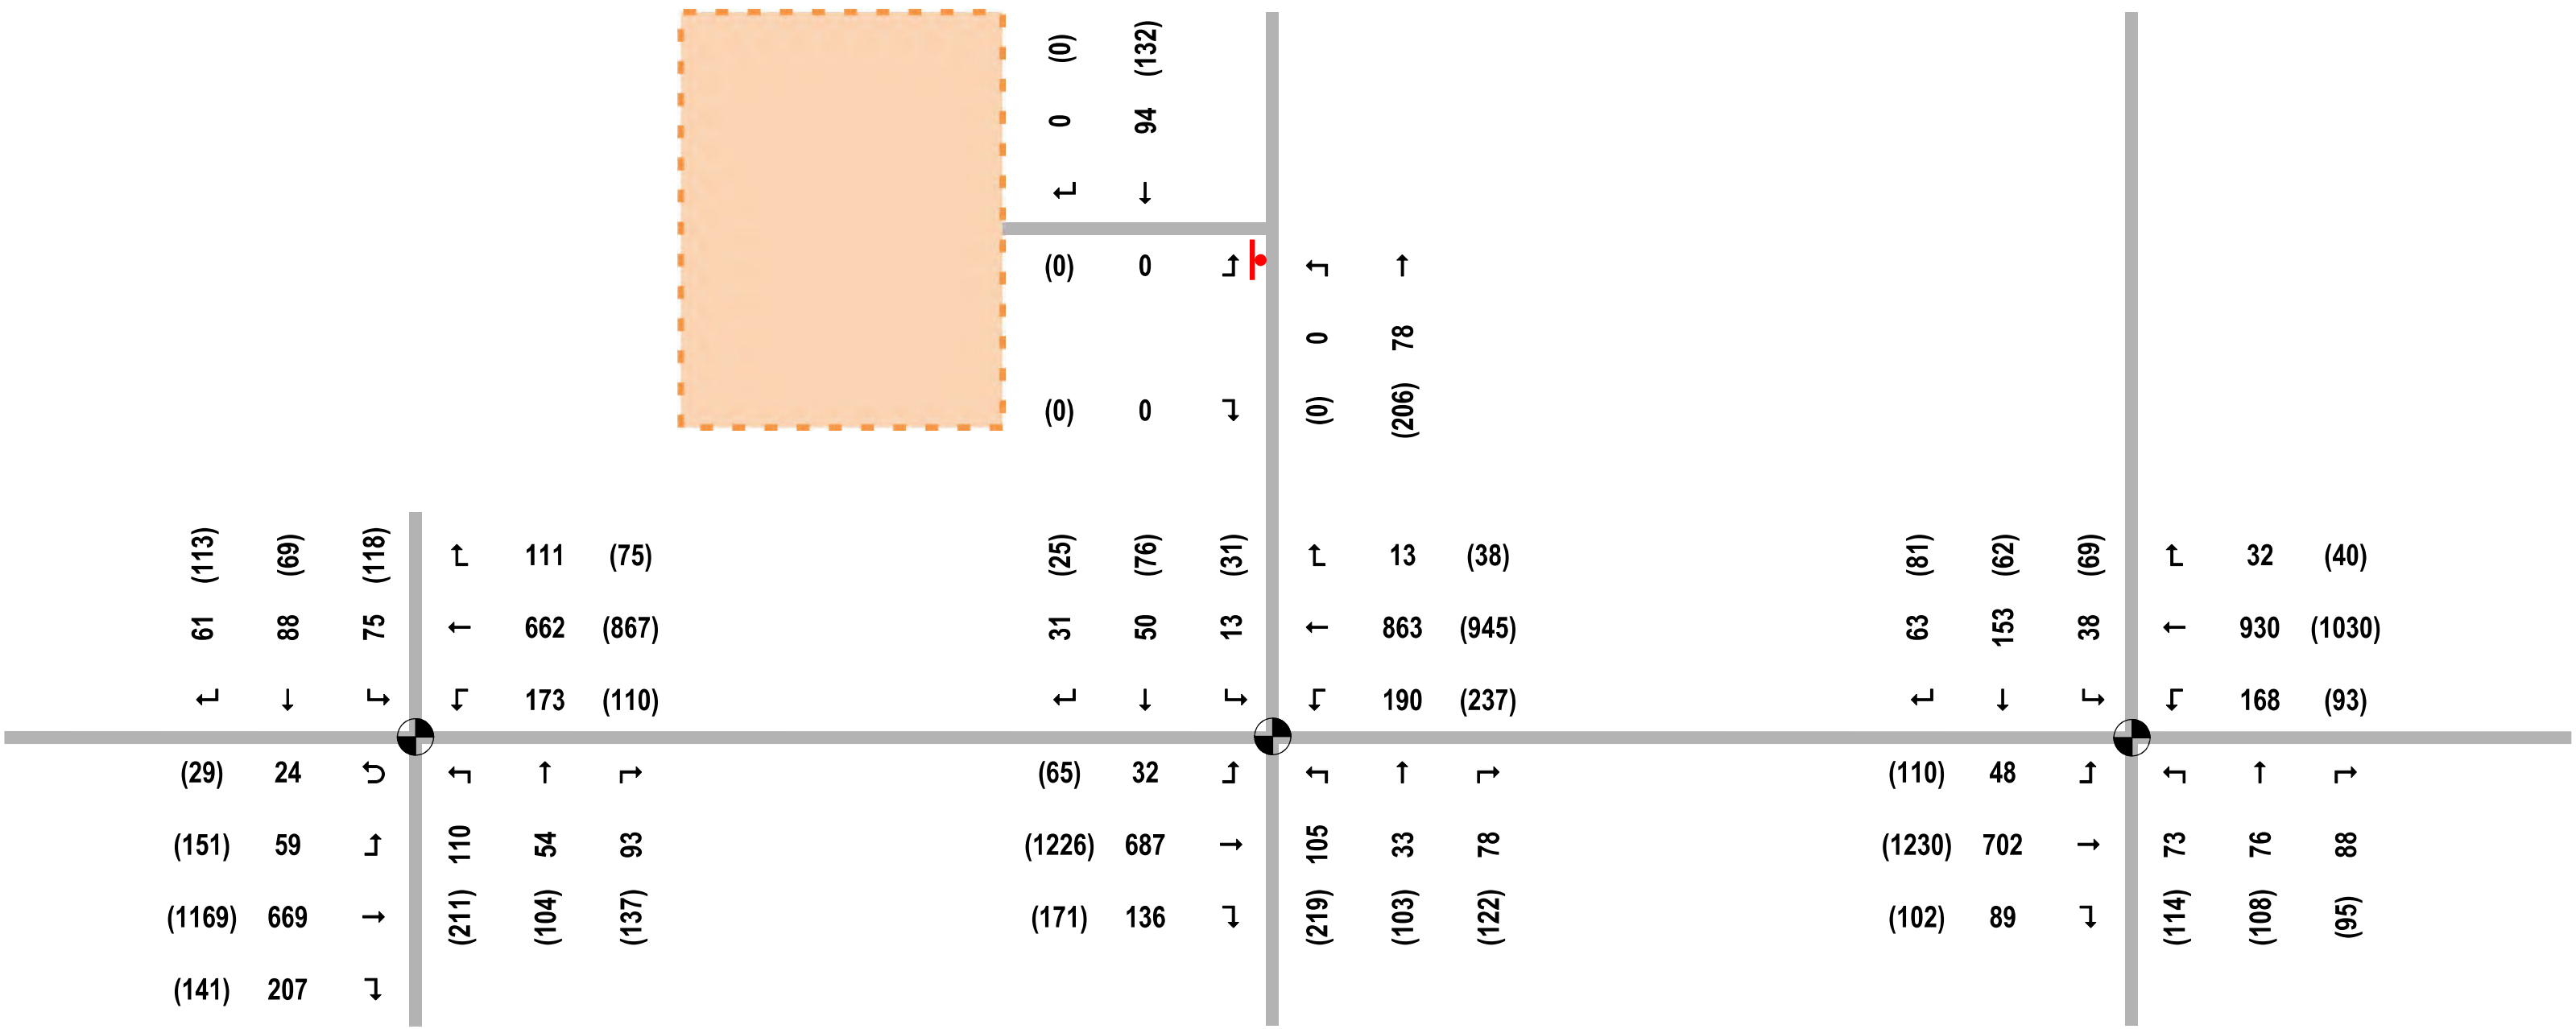 (0) (132)
0 94
(0) 0
0 78
(0) 0
(0) (206)
(113) (69) (118)
61 88 75
111 (75)
662 (867)
173 (110)
(29) 24
(151) 59
(1169) 669
(141) 207
110 54 93
(211) (104) (137)
(25) (76) (31)
31 50 13
13 (38)
863 (945)
190 (237)
(65) 32
(1226) 687
(171) 136
105 33 78
(219) (103) (122)
(81) (62) (69)
63 153 38
32 (40)
930 (1030)
168 (93)
(110) 48
(1230) 702
(102) 89
73 76 88
(114) (108) (95)